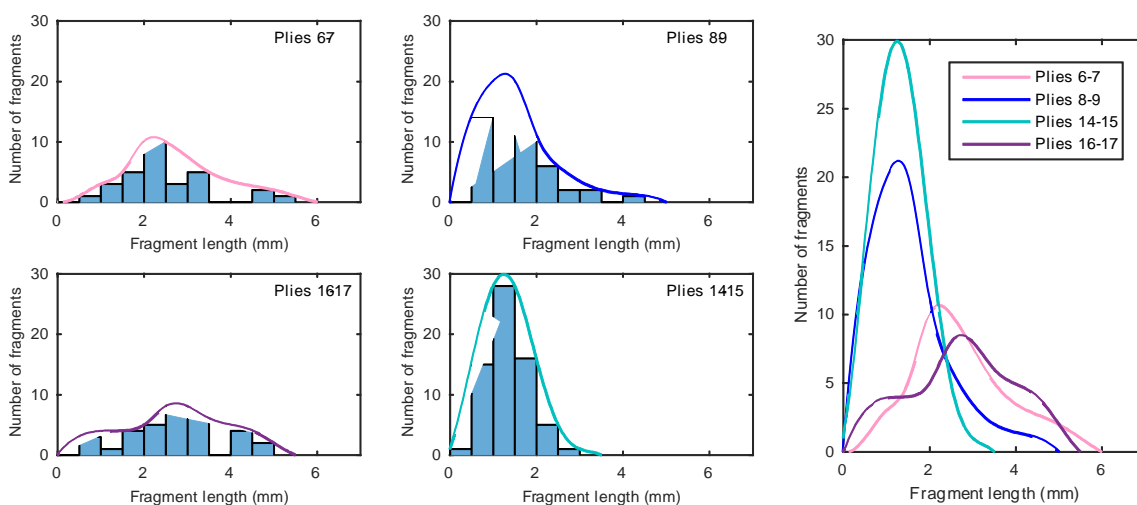 30
20
10
0
Number of fragments
Plies 67
0 2 4 6
Fragment length (mm)
30
20
10
0
Number of fragments
Plies 89
0 2 4 6
Fragment length (mm)
30
20
10
0
Number of fragments
Plies 1617
0 2 4 6
Fragment length (mm)
30
20
10
0
Number of fragments
Plies 1415
0 2 4 6
Fragment length (mm)
30
25
20
15
10
5
0
Number of fragments
Plies 6-7
Plies 8-9
Plies 14-15
Plies 16-17
0 2 4 6
Fragment length (mm)